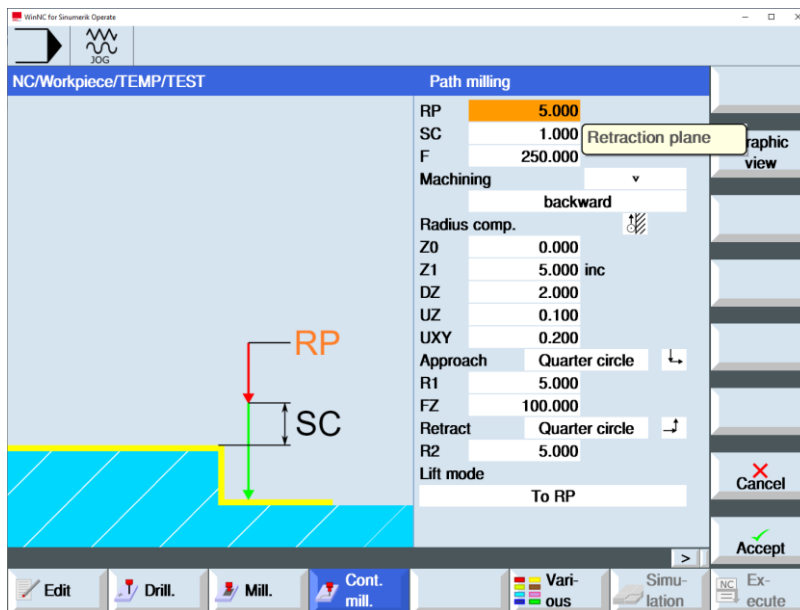 WinNC for Sinumerik Operate
JOG
NC/Workpiece/TEMP/TEST
Path milling
RP 5.000
SC 1.000
Retraction plane
F 250.000
raphic
view
Machining v
backward
Radius comp.
Z0 0.000
Z1 5.000 inc
DZ 2.000
UZ 0.100
UXY 0.200
Approach Quarter circle
R1 5.000
FZ 100.000
Retract Quarter circle
R2 5.000
Lift mode
To RP
RP
SC
Cancel
Accept
>
Edit
Drill.
Mill.
Cont.
mill.
Vari-
ous
Simu-
lation
NC
Ex-
ecute